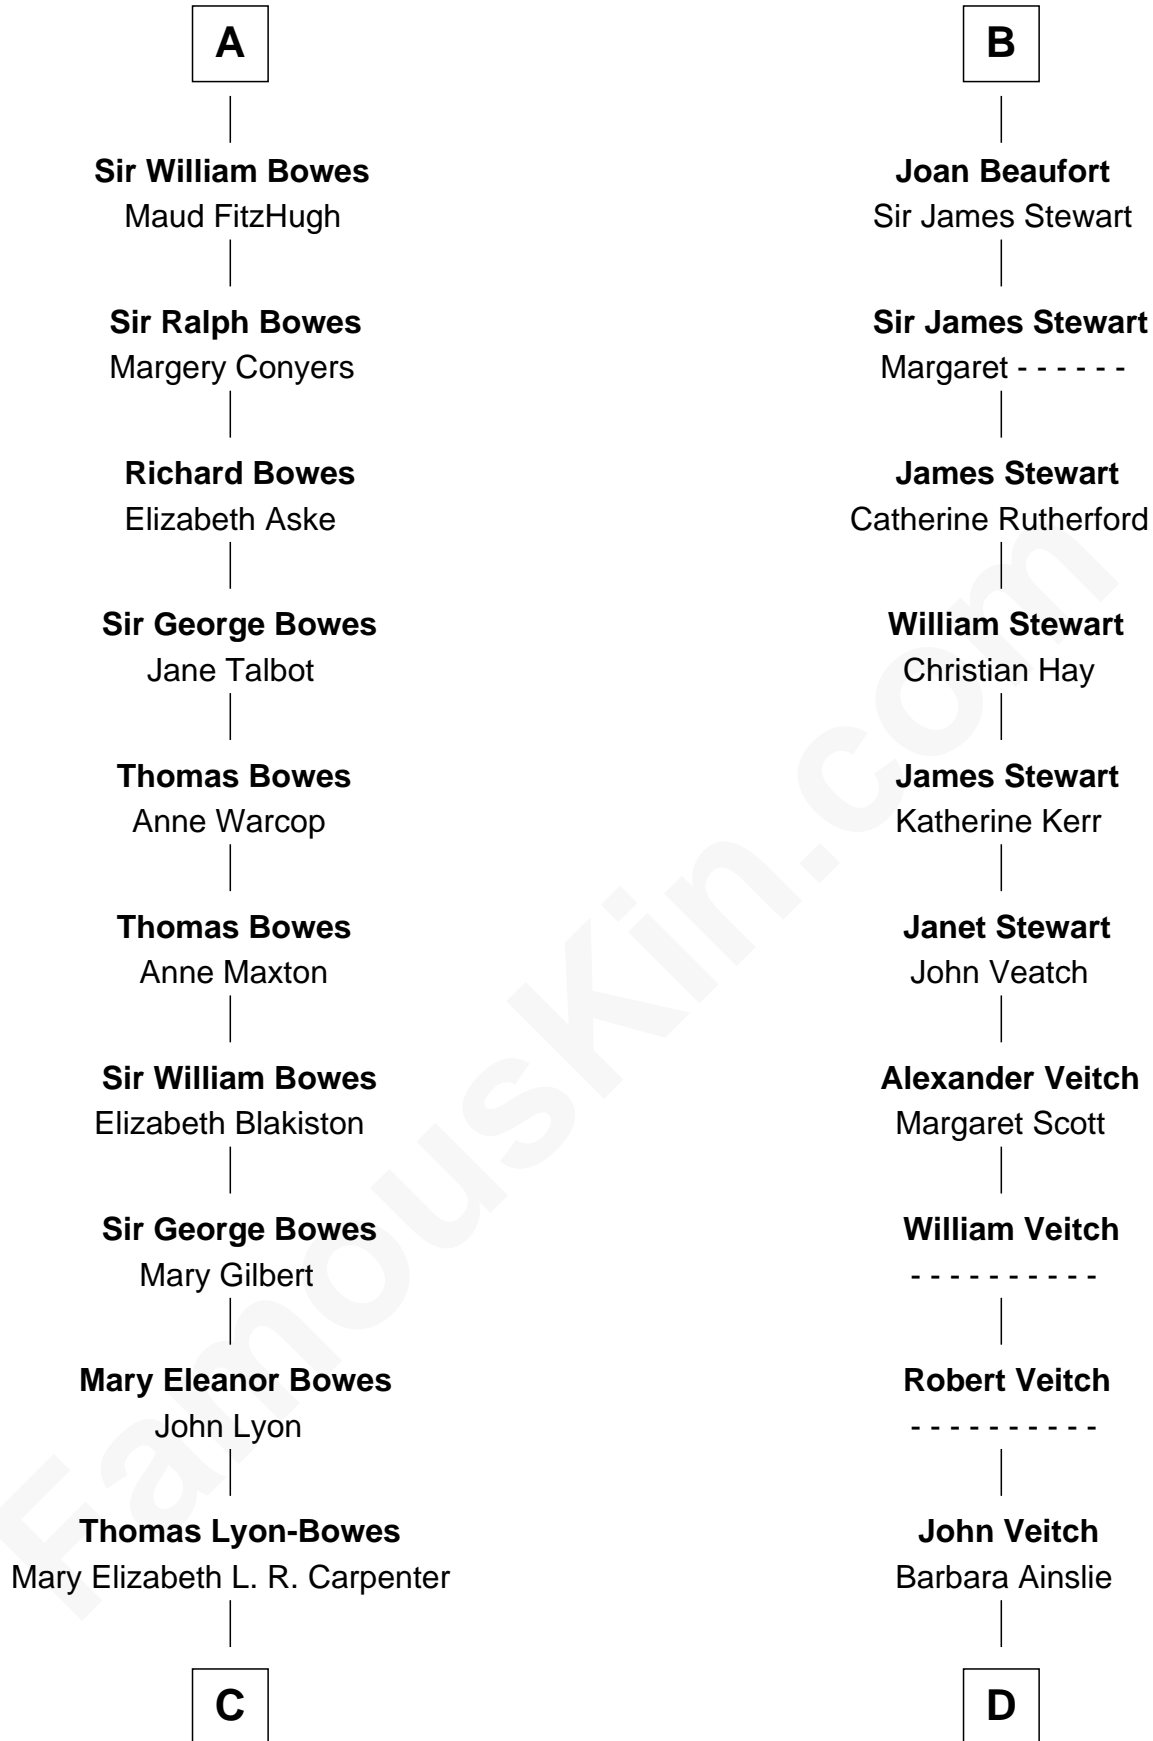 A
Sir William Bowes
Maud FitzHugh
Sir Ralph Bowes
Margery Conyers
Richard Bowes
Elizabeth Aske
Sir George Bowes
Jane Talbot
Thomas Bowes
Anne Warcop
Thomas Bowes
Anne Maxton
Sir William Bowes
Elizabeth Blakiston
Sir George Bowes
Mary Gilbert
Mary Eleanor Bowes
John Lyon
Thomas Lyon-Bowes
Mary Elizabeth L. R. Carpenter
C
B
Joan Beaufort
Sir James Stewart
Sir James Stewart
Margaret - - - - - -
James Stewart
Catherine Rutherford
William Stewart
Christian Hay
James Stewart
Katherine Kerr
Janet Stewart
John Veatch
Alexander Veitch
Margaret Scott
William Veitch
- - - - - - - - - -
Robert Veitch
- - - - - - - - - -
John Veitch
Barbara Ainslie
D
FamousKin.com